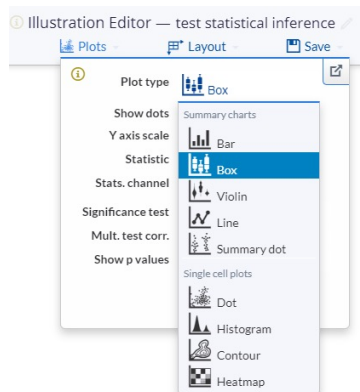 Illustration Editor — test statistical inference
Plots Layout Save
Plot type Box
Show dots
Y axis scale
Statistic
Stats. channel
Significance test
Mult. test corr.
Show p values
Summary charts
Bar
Box
Violin
Line
Summary dot
Single cell plots
Dot
Histogram
Contour
Heatmap